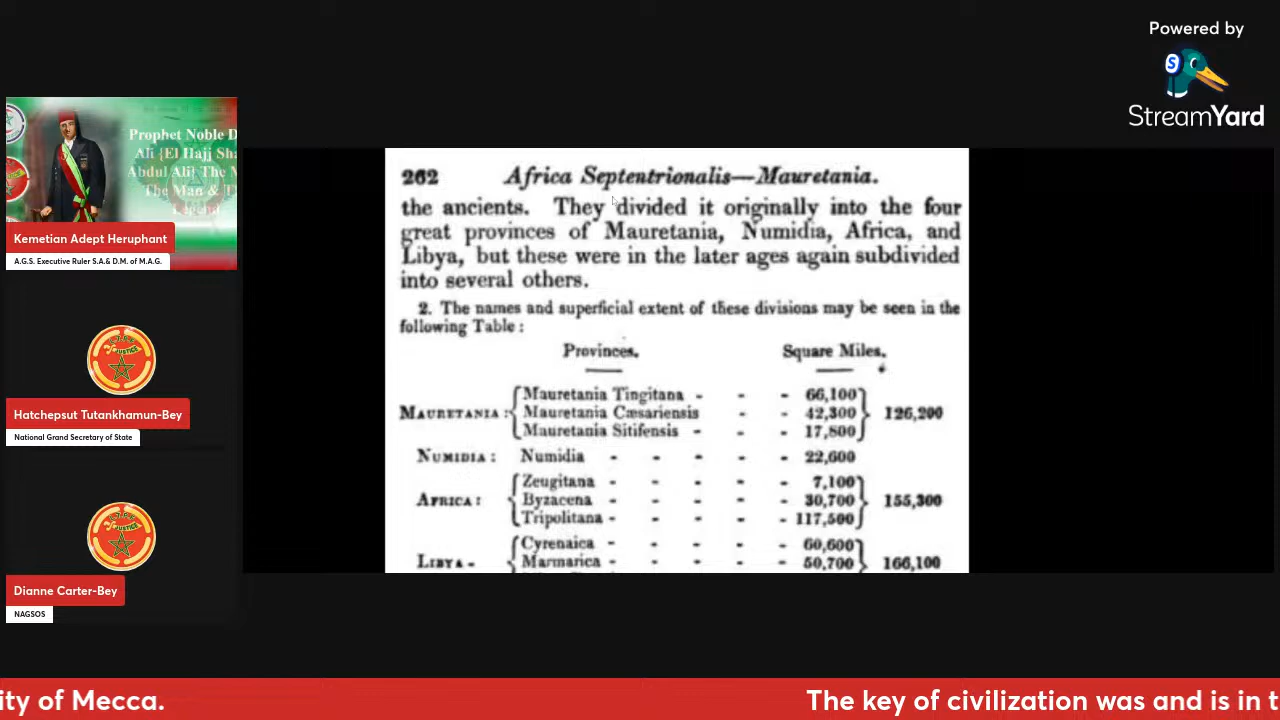 Powered by
StreamYard
Prophet Noble D
Ali {El Hajj Sha
Abdul Ali} The M
The Man & T
Legend
Kemetian Adept Heruphant
A.G.S. Executive Ruler S.A.& D.M. of M.A.G.
JUSTICE
Hatchepsut Tutankhamun-Bey
National Grand Secretary of State
JUSTICE
Dianne Carter-Bey
NAGSOS
262 Africa Septentrionalis—Mauretania.
the ancients. They divided it originally into the four
great provinces of Mauretania, Numidia, Africa, and
Libya, but these were in the later ages again subdivided
into several others.
2. The names and superficial extent of these divisions may be seen in the
following Table :
Provinces. Square Miles.
MAURETANIA : Mauretania Tingitana - - - 66,100
Mauretania Cæsariensis - - 42,300 126,200
Mauretania Sitifensis - - - 17,800
NUMIDIA : Numidia - - - - - 22,600
AFRICA : Zeugitana - - - - - 7,100
Byzacena - - - - - 30,700 155,300
Tripolitana - - - - - 117,500
LIBYA - Cyrenaica - - - - - 60,600
Marmarica - - - - - 50,700 166,100
ity of Mecca. The key of civilization was and is in t